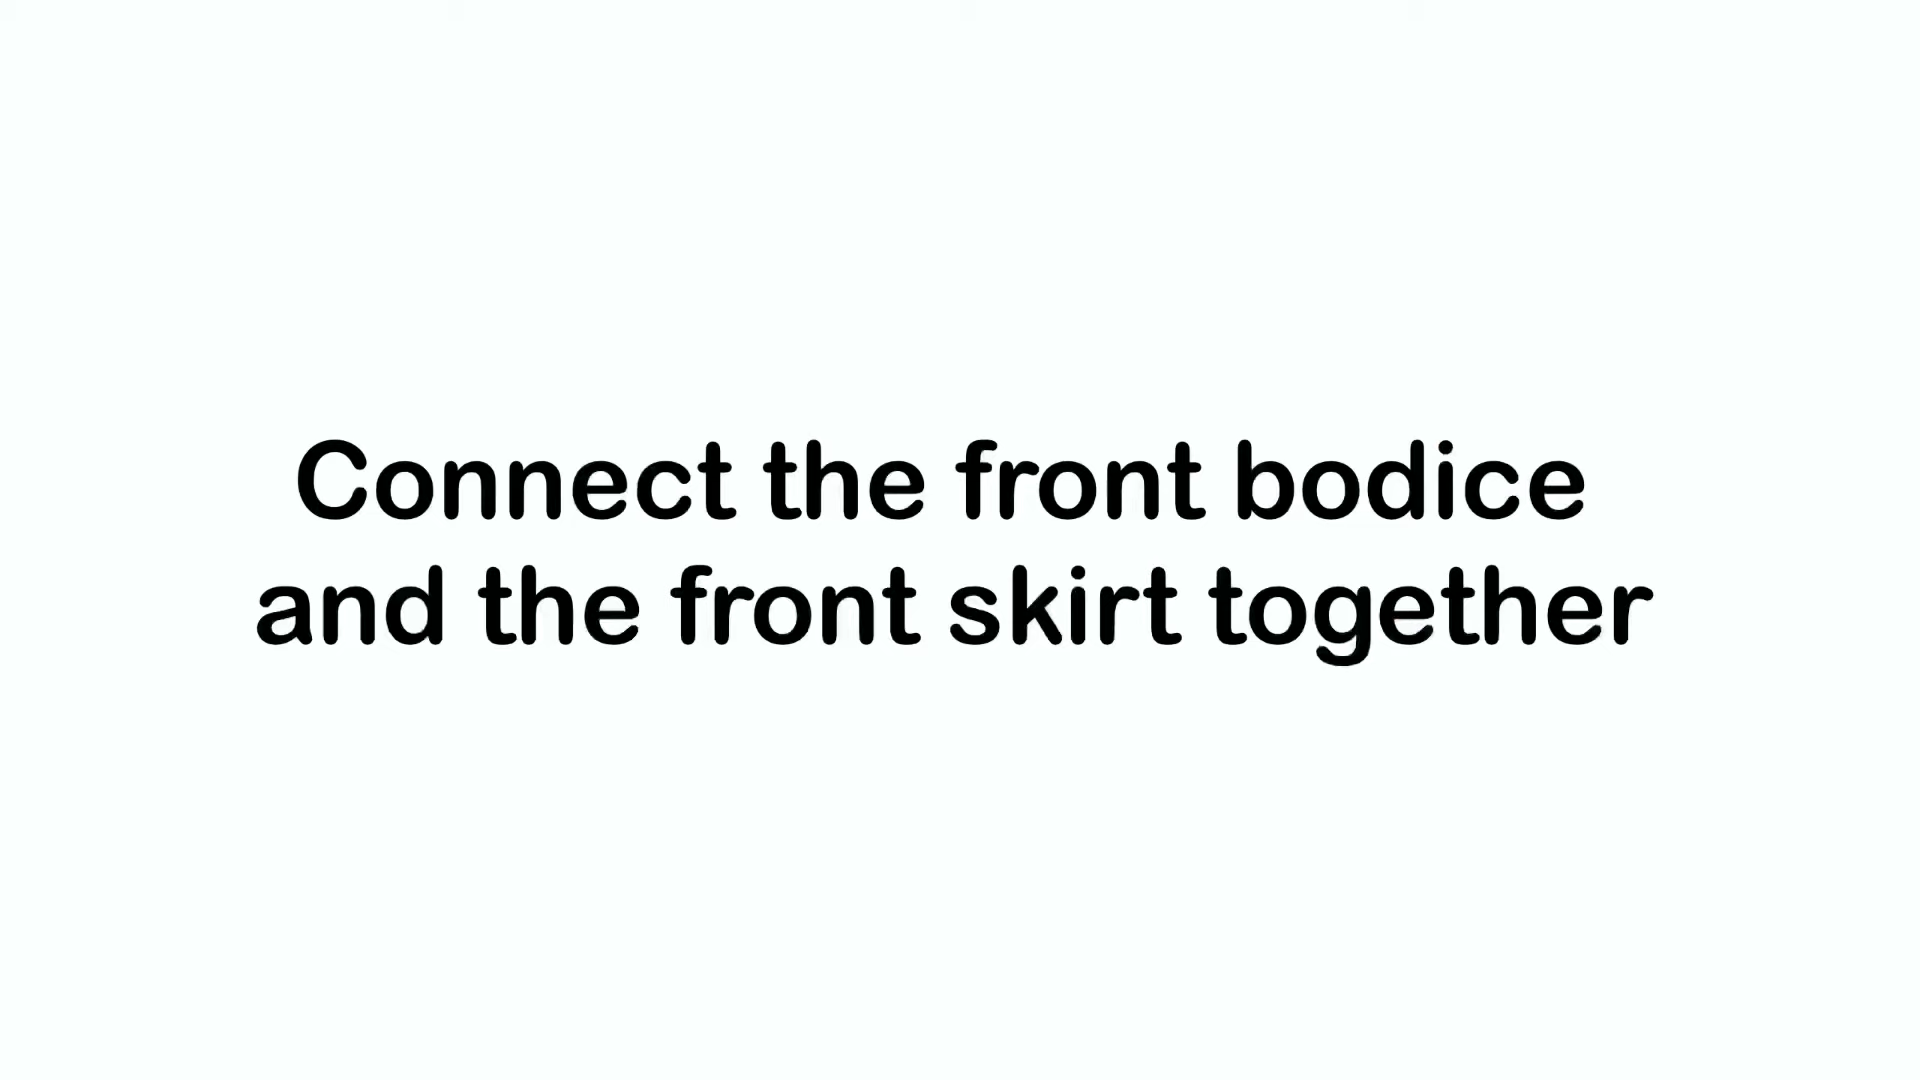 Connect the front bodice
and the front skirt together